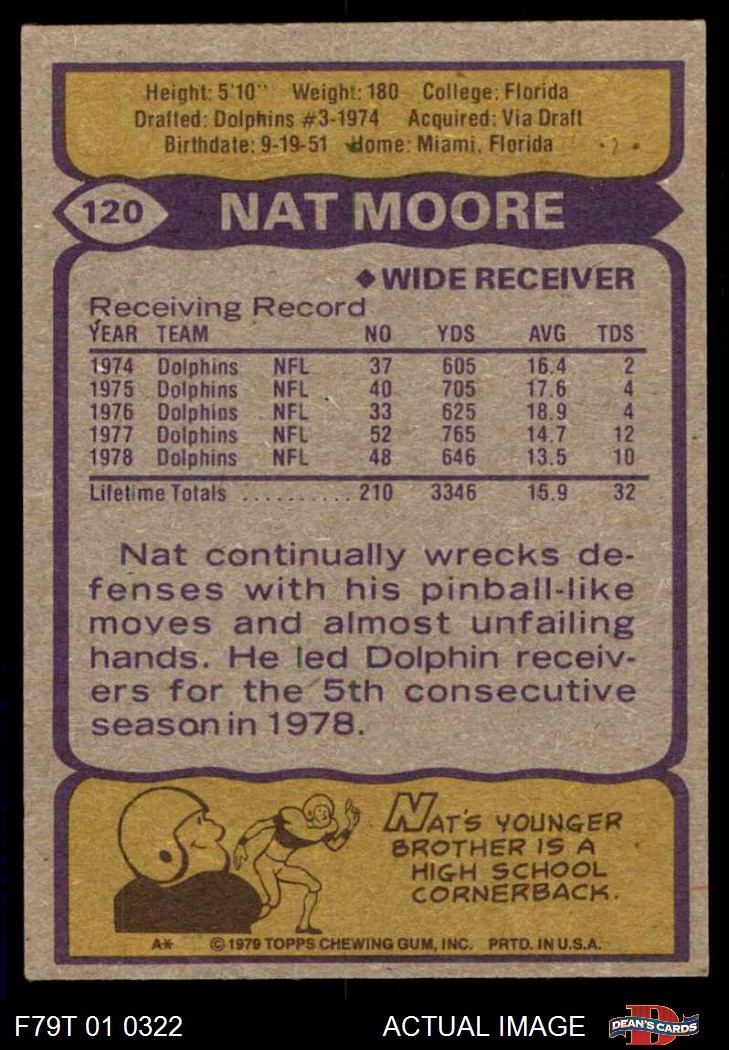 Height: 5'10" Weight: 180 College: Florida
Drafted: Dolphins #3-1974 Acquired: Via Draft
Birthdate: 9-19-51 Home: Miami, Florida
120 NAT MOORE
◆ WIDE RECEIVER
Receiving Record
YEAR TEAM NO YDS AVG TDS
1974 Dolphins NFL 37 605 16.4 2
1975 Dolphins NFL 40 705 17.6 4
1976 Dolphins NFL 33 625 18.9 4
1977 Dolphins NFL 52 765 14.7 12
1978 Dolphins NFL 48 646 13.5 10
Lifetime Totals .......... 210 3346 15.9 32
Nat continually wrecks de-
fenses with his pinball-like
moves and almost unfailing
hands. He led Dolphin receiv-
ers for the 5th consecutive
season in 1978.
NAT'S YOUNGER
BROTHER IS A
HIGH SCHOOL
CORNERBACK.
A* © 1979 TOPPS CHEWING GUM, INC. PRTD. IN U.S.A.
F79T 01 0322 ACTUAL IMAGE D DEAN'S CARDS